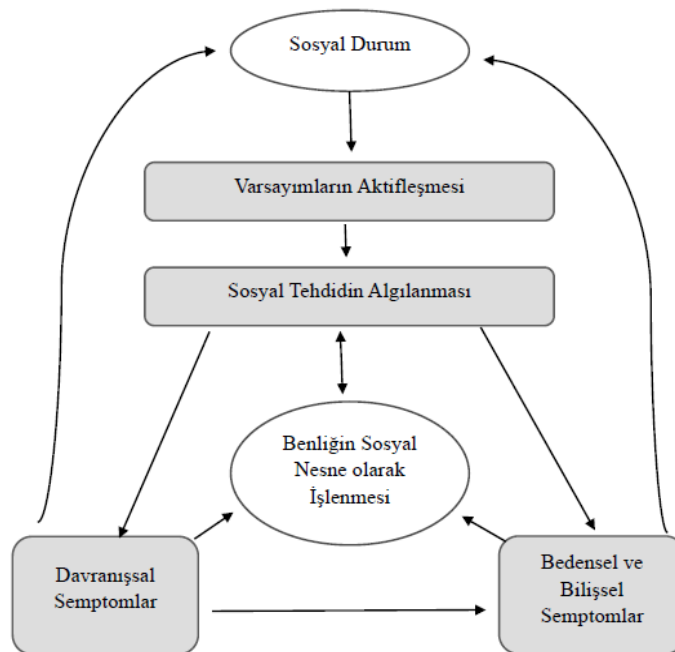 Sosyal Durum
Varsayımların Aktifleşmesi
Sosyal Tehdidin Algılanması
Benliğin Sosyal
Nesne olarak
İşlenmesi
Davranışsal
Semptomlar
Bedensel ve
Bilişsel
Semptomlar